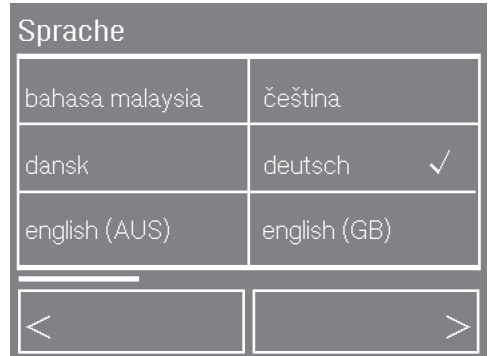 Sprache
bahasa malaysia čeština
dansk deutsch ✓
english (AUS) english (GB)
< >